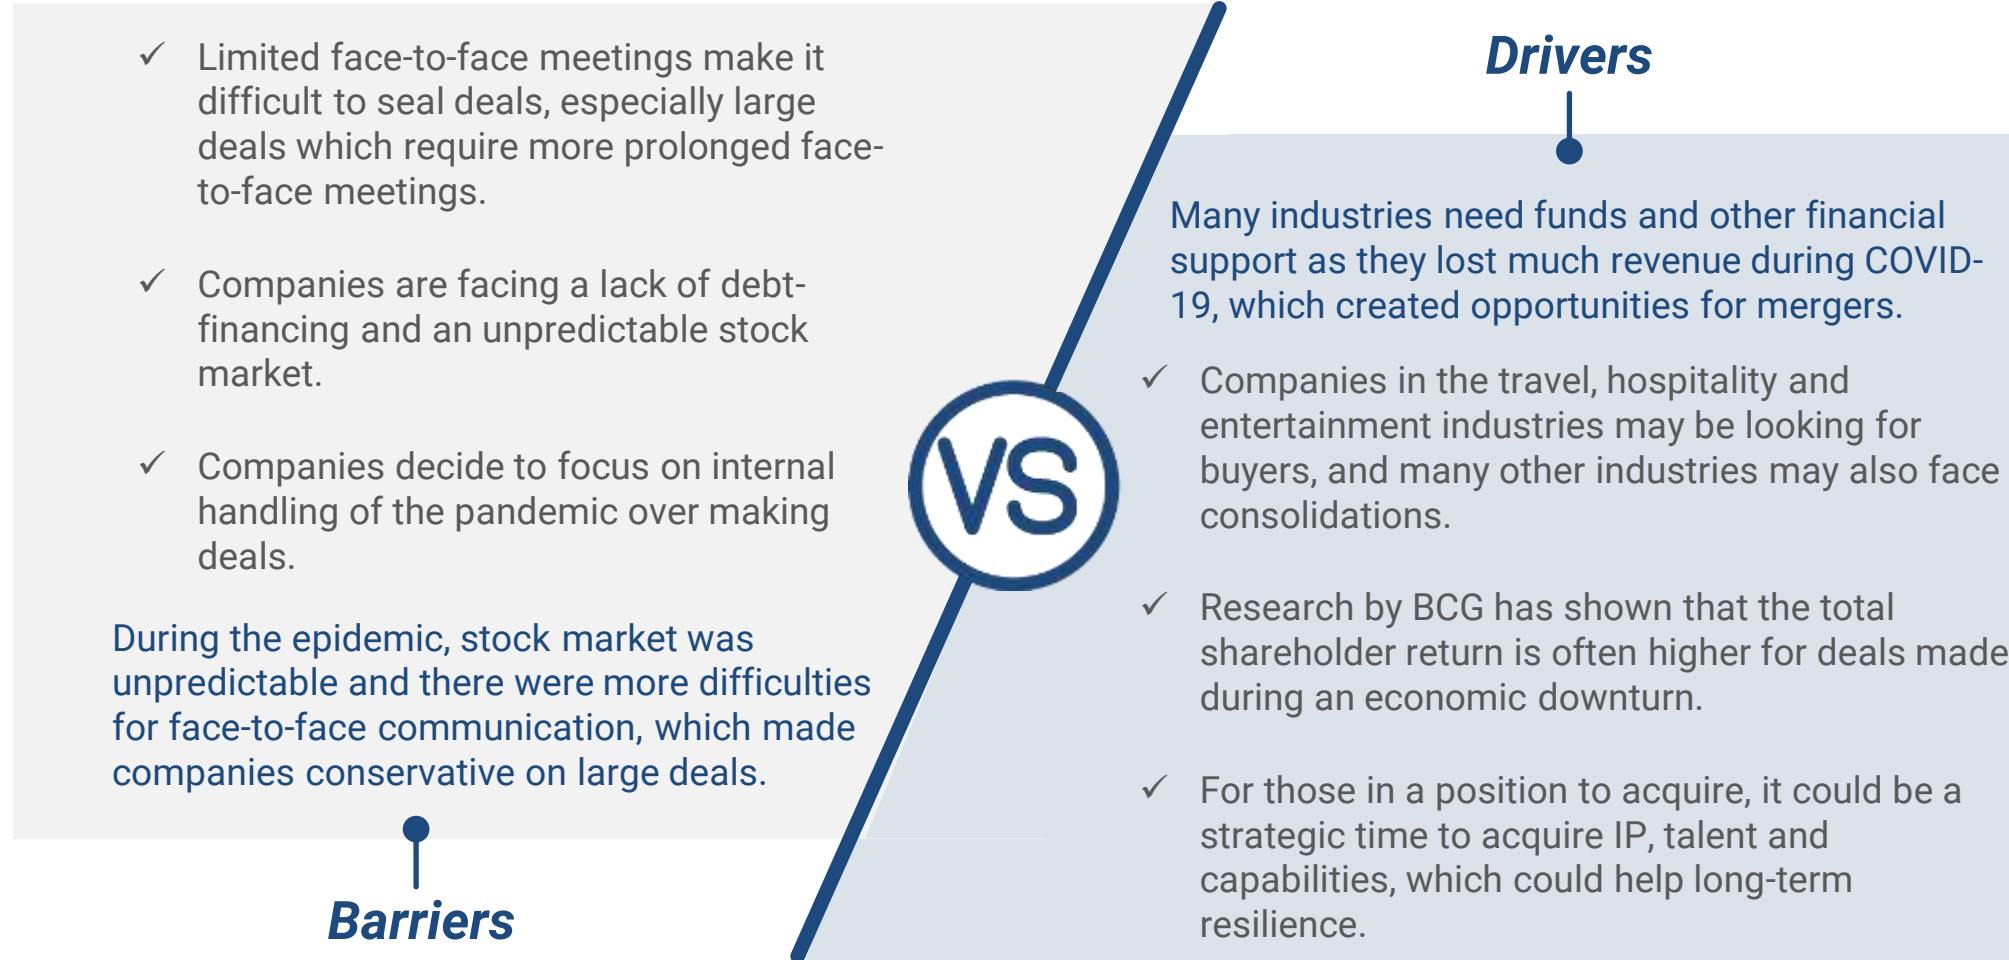 ✓ Limited face-to-face meetings make it
difficult to seal deals, especially large
deals which require more prolonged face-
to-face meetings.
✓ Companies are facing a lack of debt-
financing and an unpredictable stock
market.
✓ Companies decide to focus on internal
handling of the pandemic over making
deals.
During the epidemic, stock market was
unpredictable and there were more difficulties
for face-to-face communication, which made
companies conservative on large deals.
Barriers
VS
Drivers
Many industries need funds and other financial
support as they lost much revenue during COVID-
19, which created opportunities for mergers.
✓ Companies in the travel, hospitality and
entertainment industries may be looking for
buyers, and many other industries may also face
consolidations.
✓ Research by BCG has shown that the total
shareholder return is often higher for deals made
during an economic downturn.
✓ For those in a position to acquire, it could be a
strategic time to acquire IP, talent and
capabilities, which could help long-term
resilience.